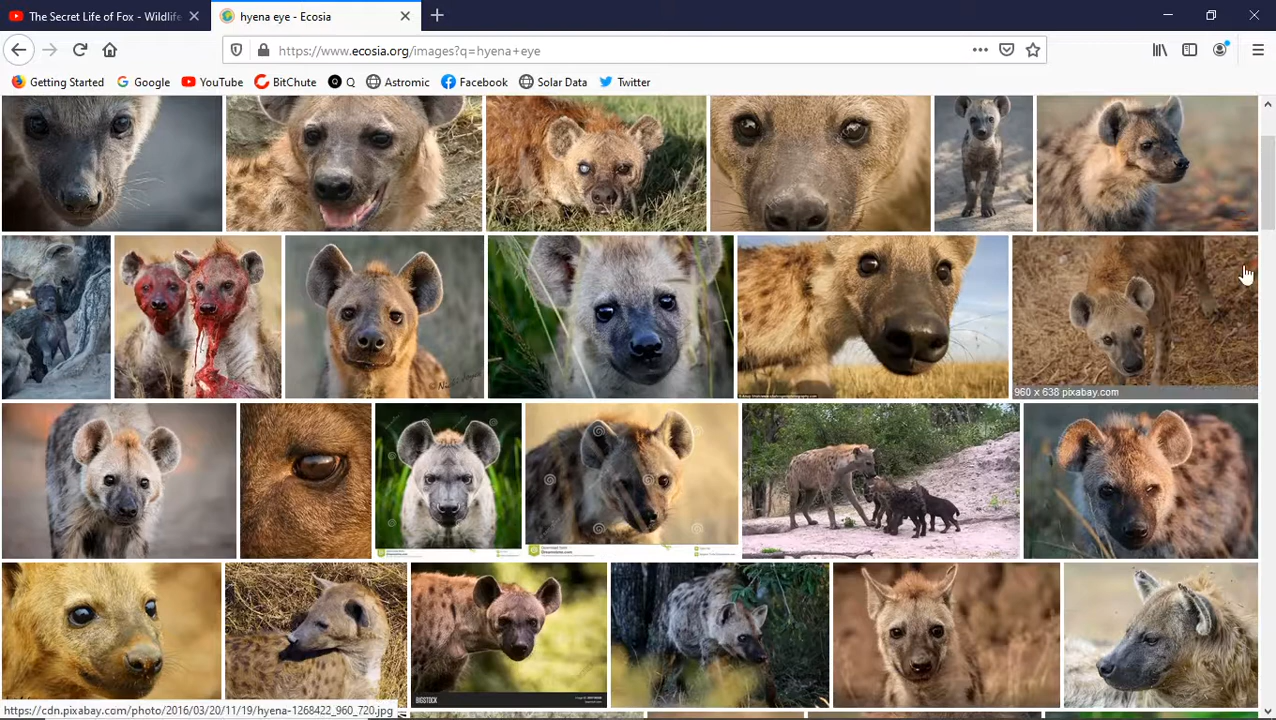 The Secret Life of Fox - Wildlife
hyena eye - Ecosia
https://www.ecosia.org/images?q=hyena+eye
Getting Started
Google
YouTube
BitChute
Q
Astromic
Facebook
Solar Data
Twitter
960 x 638 pixabay.com
BIGSTOCK
https://cdn.pixabay.com/photo/2016/03/20/11/19/hyena-1268422_960_720.jpg